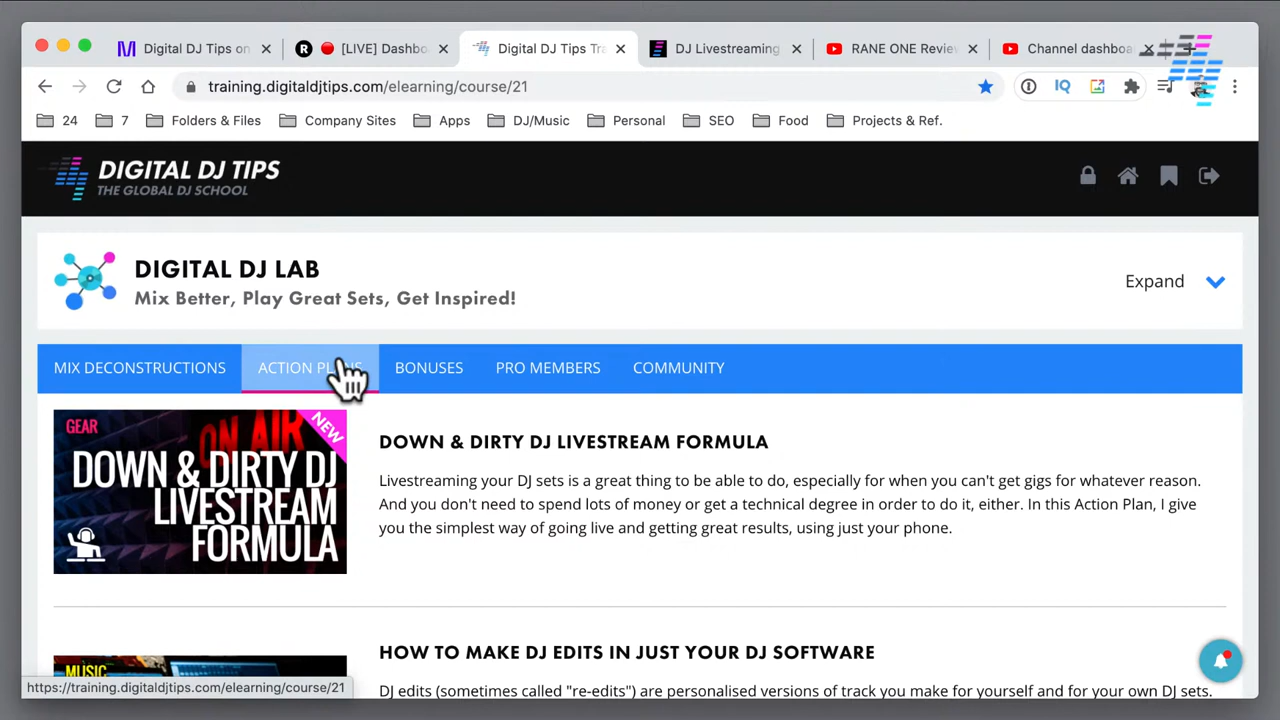 Digital DJ Tips on
[LIVE] Dashbo
Digital DJ Tips Tra
DJ Livestreaming
RANE ONE Revie
Channel dashboa
training.digitaldjtips.com/elearning/course/21
IQ
24
7
Folders & Files
Company Sites
Apps
DJ/Music
Personal
SEO
Food
Projects & Ref.
DIGITAL DJ TIPS
THE GLOBAL DJ SCHOOL
DIGITAL DJ LAB
Mix Better, Play Great Sets, Get Inspired!
Expand
MIX DECONSTRUCTIONS
ACTION PLANS
BONUSES
PRO MEMBERS
COMMUNITY
GEAR
NEW
ON AIR
DOWN & DIRTY DJ
LIVESTREAM
FORMULA
DOWN & DIRTY DJ LIVESTREAM FORMULA
Livestreaming your DJ sets is a great thing to be able to do, especially for when you can't get gigs for whatever reason.
And you don't need to spend lots of money or get a technical degree in order to do it, either. In this Action Plan, I give
you the simplest way of going live and getting great results, using just your phone.
MUSIC
HOW TO MAKE DJ EDITS IN JUST YOUR DJ SOFTWARE
DJ edits (sometimes called "re-edits") are personalised versions of track you make for yourself and for your own DJ sets.
https://training.digitaldjtips.com/elearning/course/21